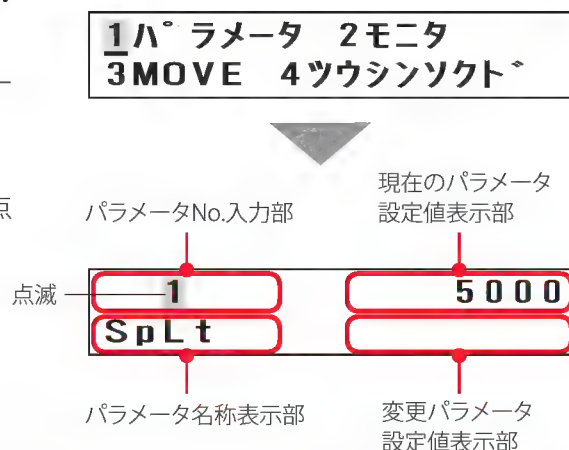 1パラメータ 2モニタ
3MOVE 4ツウシンソクド
現在のパラメータ
設定値表示部
パラメータNo.入力部
点
点滅
1
5000
SpLt
パラメータ名称表示部
変更パラメータ
設定値表示部